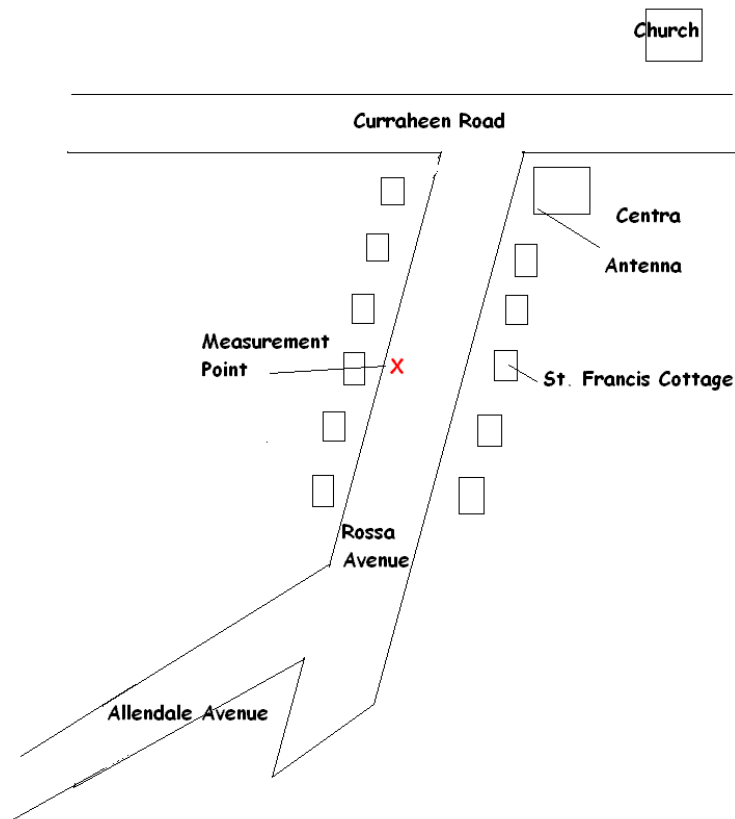 Church
Curraheen Road
Centra
Antenna
Measurement
Point
X
St. Francis Cottage
Rossa
Avenue
Allendale Avenue